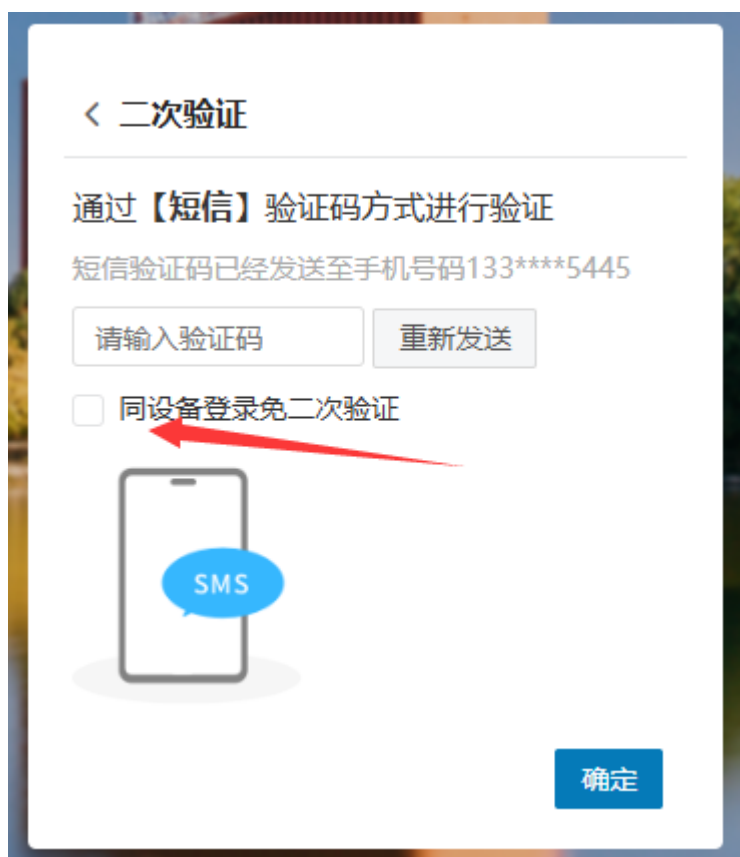 二次验证
通过【短信】验证码方式进行验证
短信验证码已经发送至手机号码133****5445
请输入验证码 重新发送
同设备登录免二次验证
SMS
确定